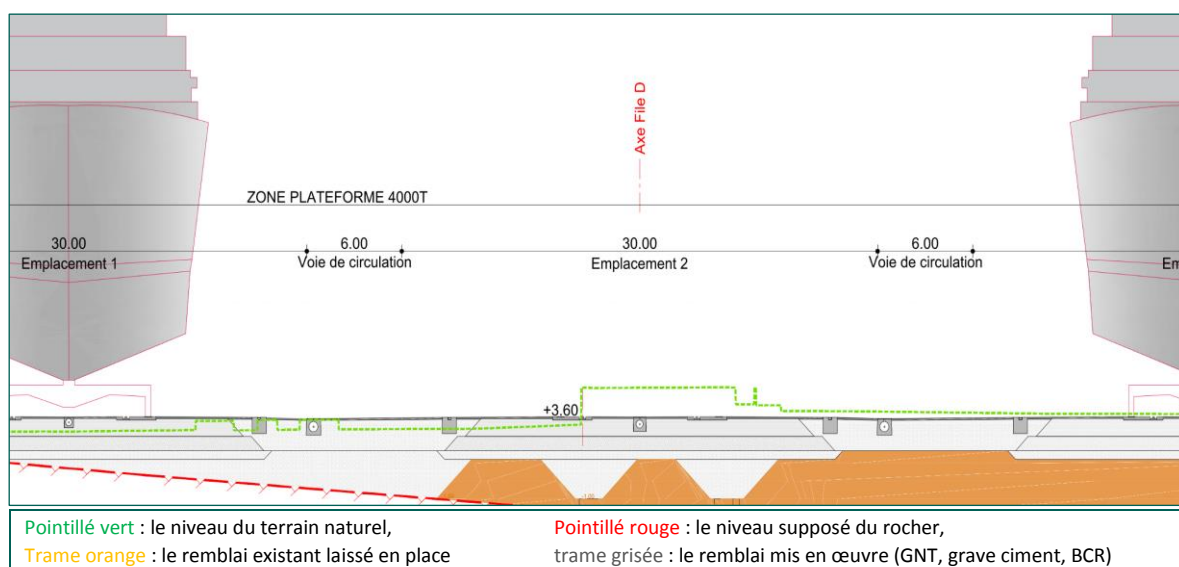 Axe File D
ZONE PLATEFORME 4000T
30.00
6.00
30.00
6.00
Emplacement 1
Voie de circulation
Emplacement 2
Voie de circulation
Em
+3.60
Pointillé vert : le niveau du terrain naturel,
Pointillé rouge : le niveau supposé du rocher,
Trame orange : le remblai existant laissé en place
trame grisée : le remblai mis en œuvre (GNT, grave ciment, BCR)